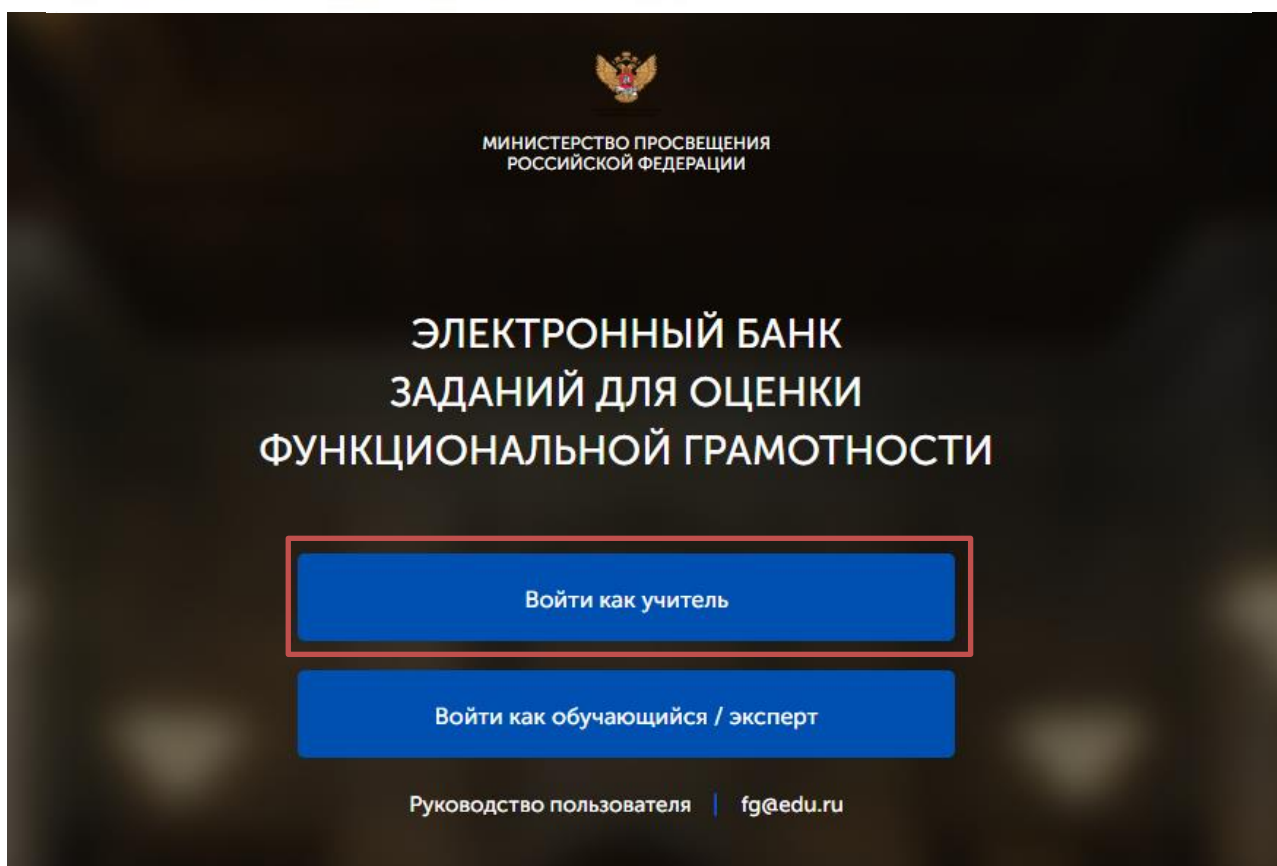 МИНИСТЕРСТВО ПРОСВЕЩЕНИЯ
РОССИЙСКОЙ ФЕДЕРАЦИИ
ЭЛЕКТРОННЫЙ БАНК
ЗАДАНИЙ ДЛЯ ОЦЕНКИ
ФУНКЦИОНАЛЬНОЙ ГРАМОТНОСТИ
Войти как учитель
Войти как обучающийся / эксперт
Руководство пользователя | fg@edu.ru